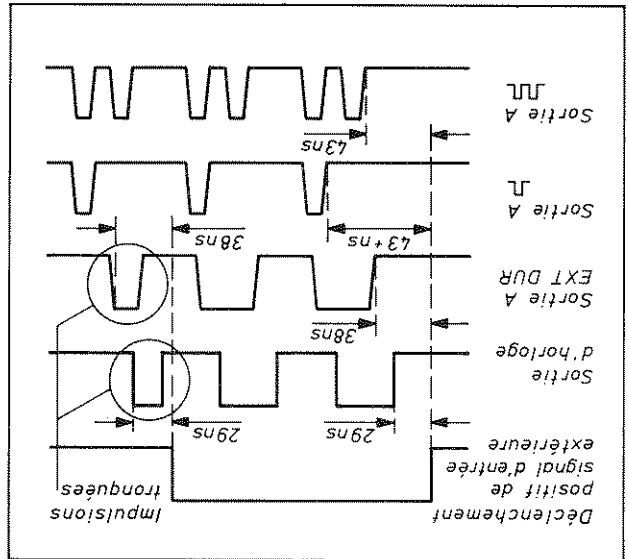 Déclenchement
positif de
signal d'entrée
extérieure
Impulsions
tronquées
29ns
29ns
Sortie
d'horloge
38ns
Sortie A
EXT DUR
43+ns
38ns
Sortie A
43ns
Sortie A